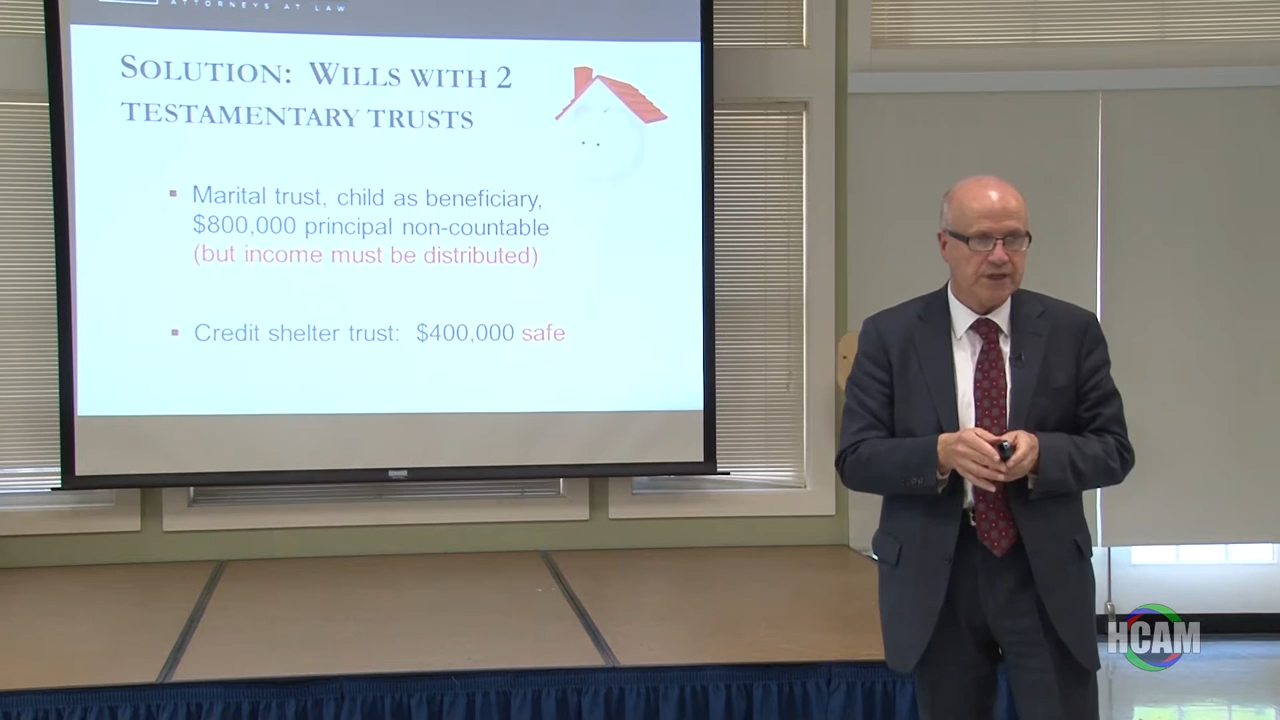 ATTORNEYS AT LAW
SOLUTION: WILLS WITH 2
TESTAMENTARY TRUSTS
▪ Marital trust, child as beneficiary,
$800,000 principal non-countable
(but income must be distributed)
▪ Credit shelter trust: $400,000 safe
HCAM